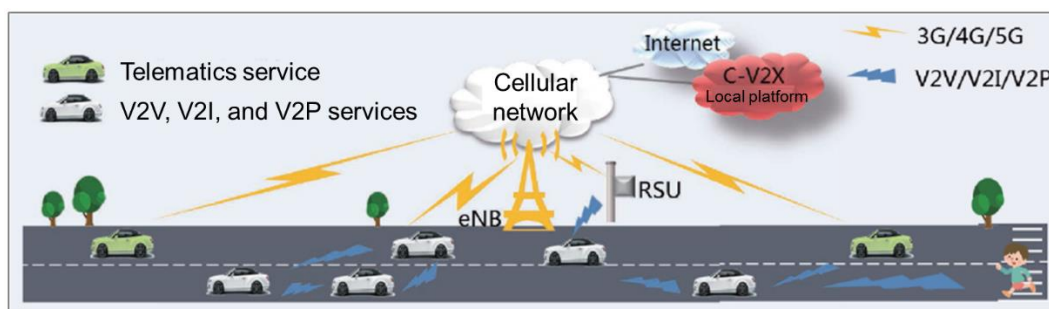 Telematics service
V2V, V2I, and V2P services
Cellular
network
Internet
C-V2X
Local platform
3G/4G/5G
V2V/V2I/V2P
eNB
RSU